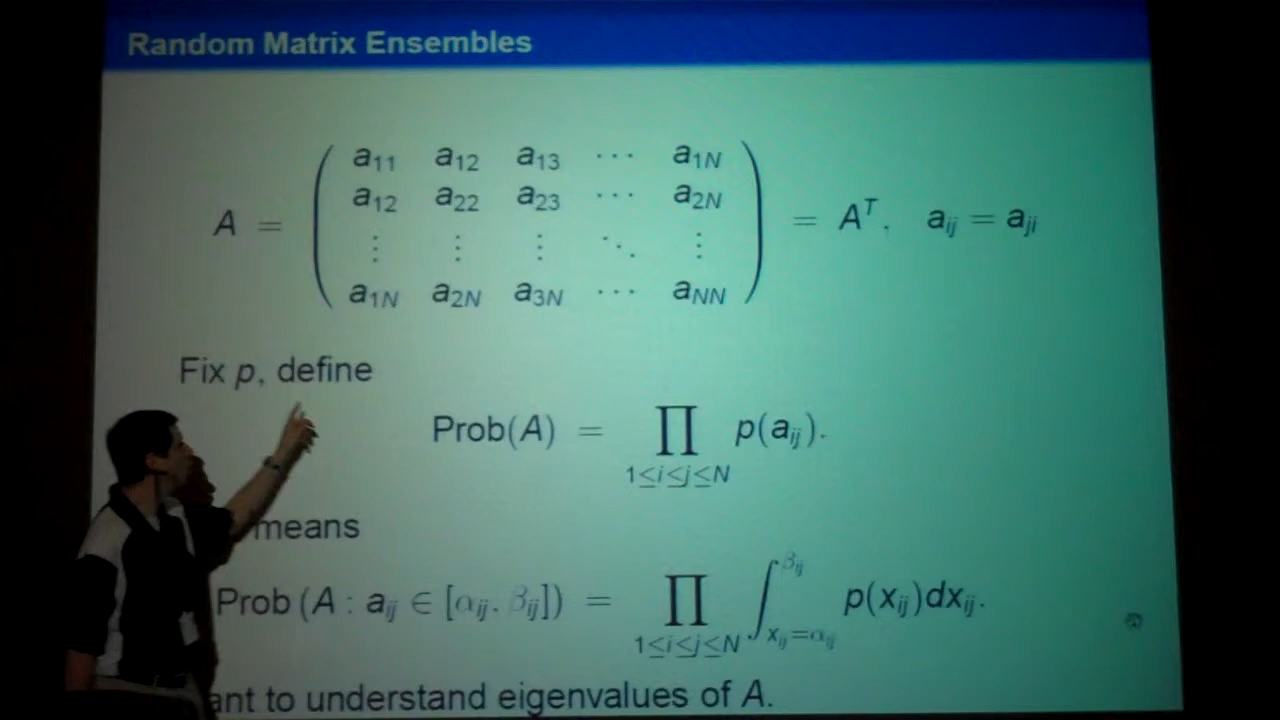 Random Matrix Ensembles
A = ( a₁₁ a₁₂ a₁₃ ⋯ a₁N
a₁₂ a₂₂ a₂₃ ⋯ a₂N
⋮ ⋮ ⋮ ⋱ ⋮
a₁N a₂N a₃N ⋯ aNN ) = Aᵀ, aᵢⱼ = aⱼᵢ
Fix p, define
Prob(A) = ∏_{1≤i≤j≤N} p(aᵢⱼ).
means
Prob (A : aᵢⱼ ∈ [αᵢⱼ, βᵢⱼ]) = ∏_{1≤i≤j≤N} ∫_{xᵢⱼ=αᵢⱼ}^{βᵢⱼ} p(xᵢⱼ)dxᵢⱼ.
ant to understand eigenvalues of A.